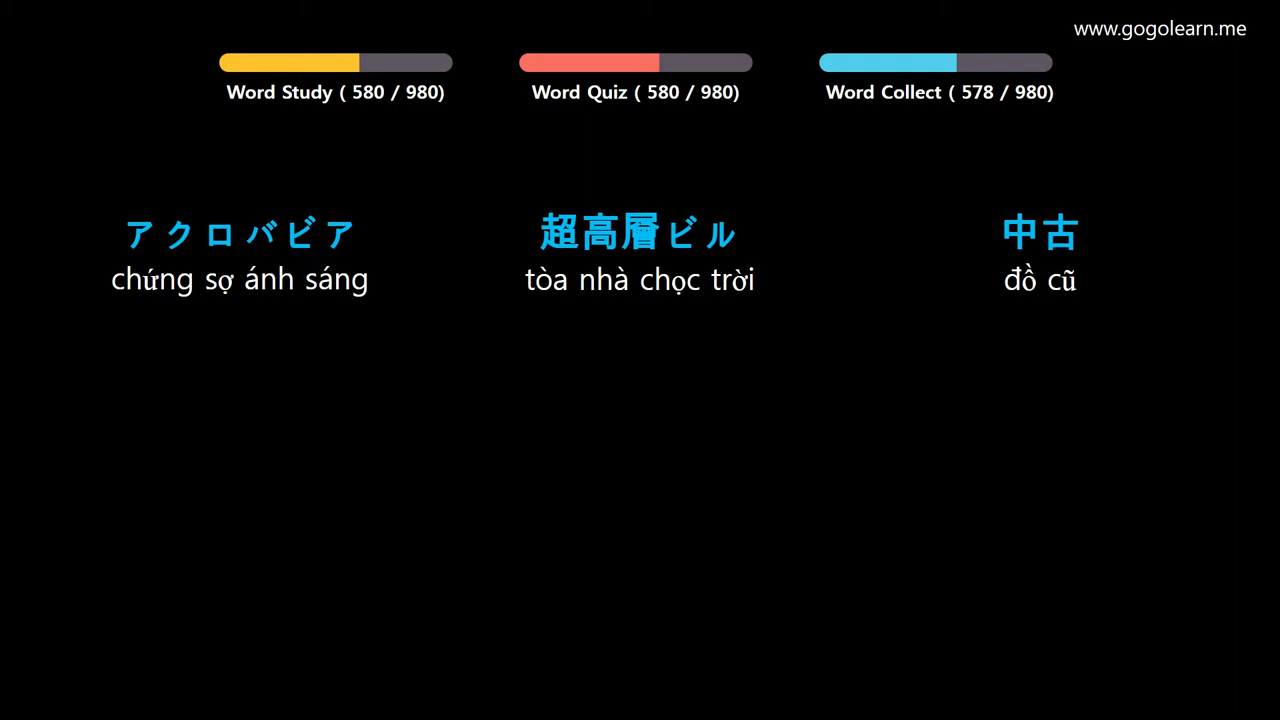 www.gogolearn.me
Word Study ( 580 / 980)
Word Quiz ( 580 / 980)
Word Collect ( 578 / 980)
アクロバビア
chứng sợ ánh sáng
超高層ビル
tòa nhà chọc trời
中古
đồ cũ